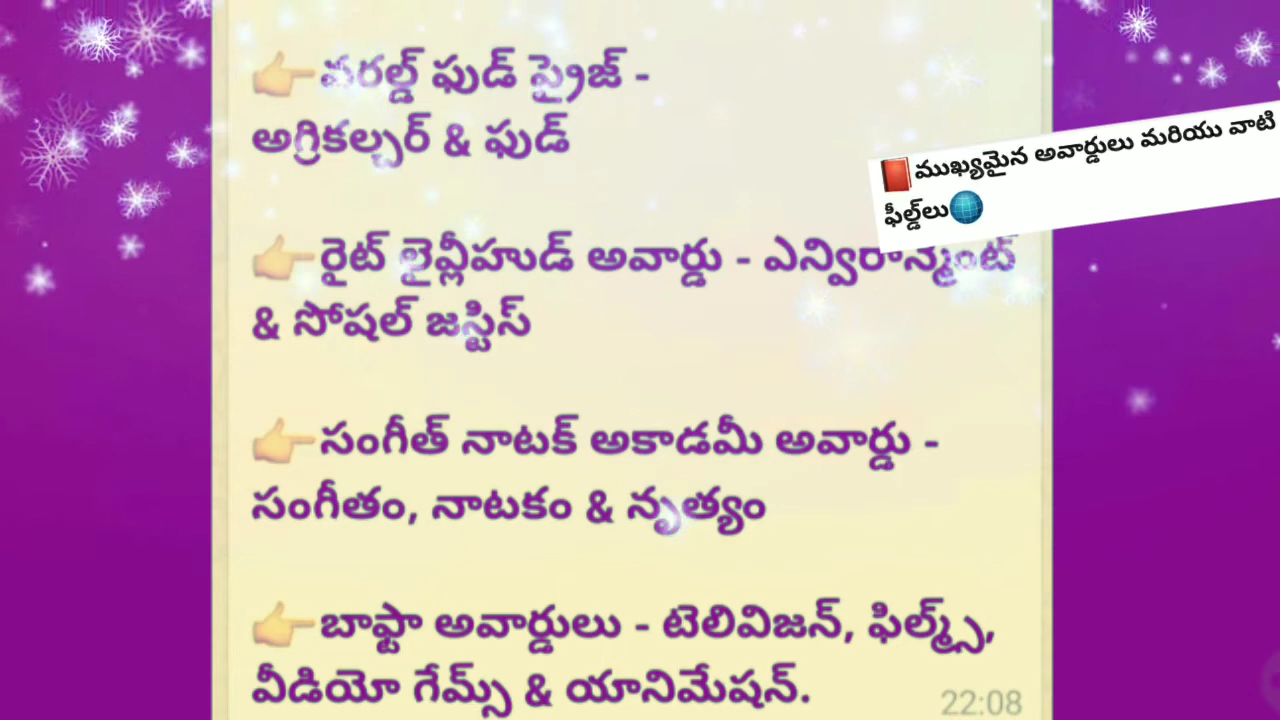 👉వరల్డ్ ఫుడ్ ప్రైజ్ -
అగ్రికల్చర్ & ఫుడ్
📕ముఖ్యమైన అవార్డులు మరియు వాటి
ఫీల్డ్‌లు🌐
👉రైట్ లైవ్లీహుడ్ అవార్డు - ఎన్విరాన్మెంట్
& సోషల్ జస్టిస్
👉సంగీత్ నాటక్ అకాడమీ అవార్డు -
సంగీతం, నాటకం & నృత్యం
👉బాఫ్టా అవార్డులు - టెలివిజన్, ఫిల్మ్స్,
వీడియో గేమ్స్ & యానిమేషన్.
22:08